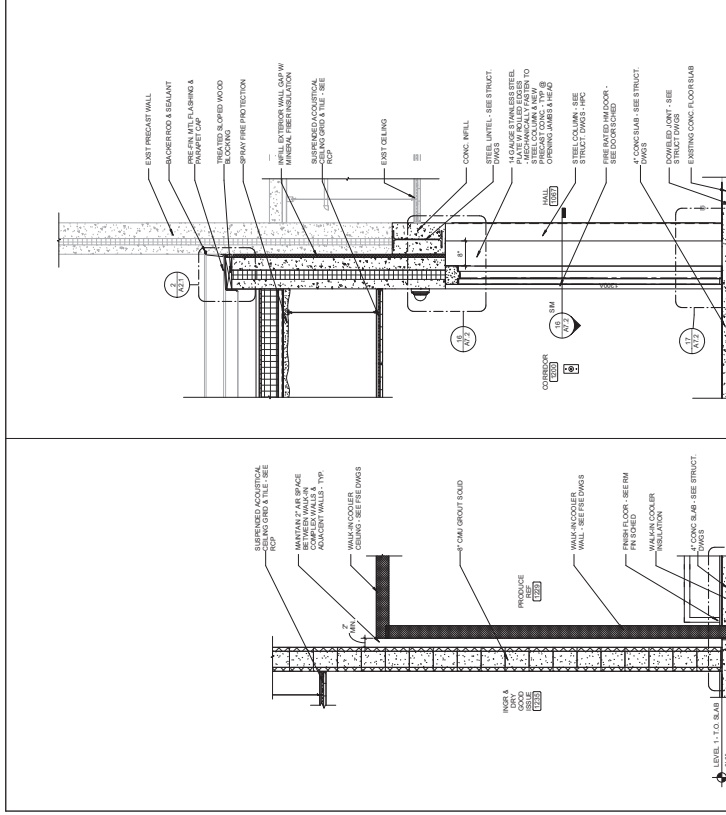 SUSPENDED ACOUSTICAL
CEILING GRID & TILE - SEE
RCP
MAINTAIN 2" AIR SPACE
BETWEEN WALK-IN
COMPLEX WALLS &
ADJACENT WALLS - TYP.
WALK-IN COOLER
CEILING - SEE FSE DWGS
8" CMU GROUT SOLID
WALK-IN COOLER
WALL - SEE FSE DWGS
FINISH FLOOR - SEE RM
FIN SCHED
WALK-IN COOLER
INSULATION
4" CONC SLAB - SEE STRUCT.
DWGS
2"
MIN
PRODUCE
REF
1229
INGR &
DRY
GOOD
ISSUE
1235
LEVEL 1 - T.O. SLAB
EXIST PRECAST WALL
BACKER ROD & SEALANT
PRE-FIN. MTL FLASHING &
PARAPET CAP
TREATED SLOPED WOOD
BLOCKING
SPRAY FIRE PROTECTION
INFILL EXTERIOR WALL GAP W/
MINERAL FIBER INSULATION
SUSPENDED ACOUSTICAL
CEILING GRID & TILE - SEE
RCP
EXIST CEILING
CONC. INFILL
STEEL LINTEL - SEE STRUCT.
DWGS
14 GAUGE STAINLESS STEEL
PLATE W ROLLED EDGES
- MECHANICALLY FASTEN TO
STEEL COLUMN & NEW
PRECAST CONC. - TYP @
OPENING JAMBS & HEAD
STEEL COLUMN - SEE
STRUCT. DWGS - HPC
FIRE RATED HM DOOR -
SEE DOOR SCHED
4" CONC SLAB - SEE STRUCT.
DWGS
DOWELED JOINT - SEE
STRUCT DWGS
EXISTING CONC. FLOOR SLAB
2
A2.1
8"
HALL
1067
16
A7.2
SIM
16
A7.2
CORRIDOR
1200
1200A
17
A7.2